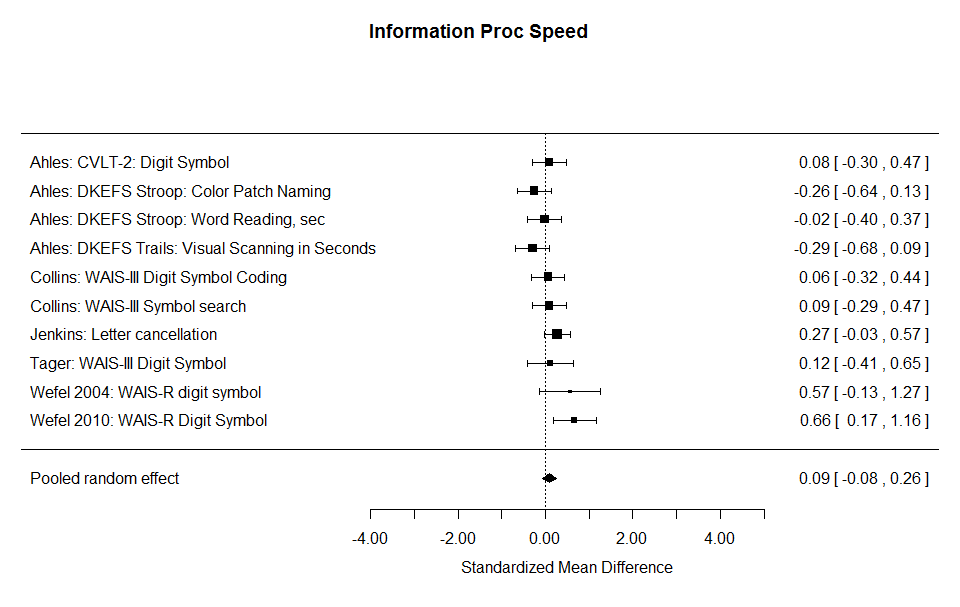 Information Proc Speed
Ahles: CVLT-2: Digit Symbol 0.08 [ -0.30 , 0.47 ]
Ahles: DKEFS Stroop: Color Patch Naming -0.26 [ -0.64 , 0.13 ]
Ahles: DKEFS Stroop: Word Reading, sec -0.02 [ -0.40 , 0.37 ]
Ahles: DKEFS Trails: Visual Scanning in Seconds -0.29 [ -0.68 , 0.09 ]
Collins: WAIS-III Digit Symbol Coding 0.06 [ -0.32 , 0.44 ]
Collins: WAIS-III Symbol search 0.09 [ -0.29 , 0.47 ]
Jenkins: Letter cancellation 0.27 [ -0.03 , 0.57 ]
Tager: WAIS-III Digit Symbol 0.12 [ -0.41 , 0.65 ]
Wefel 2004: WAIS-R digit symbol 0.57 [ -0.13 , 1.27 ]
Wefel 2010: WAIS-R Digit Symbol 0.66 [ 0.17 , 1.16 ]
Pooled random effect 0.09 [ -0.08 , 0.26 ]
-4.00 -2.00 0.00 2.00 4.00
Standardized Mean Difference